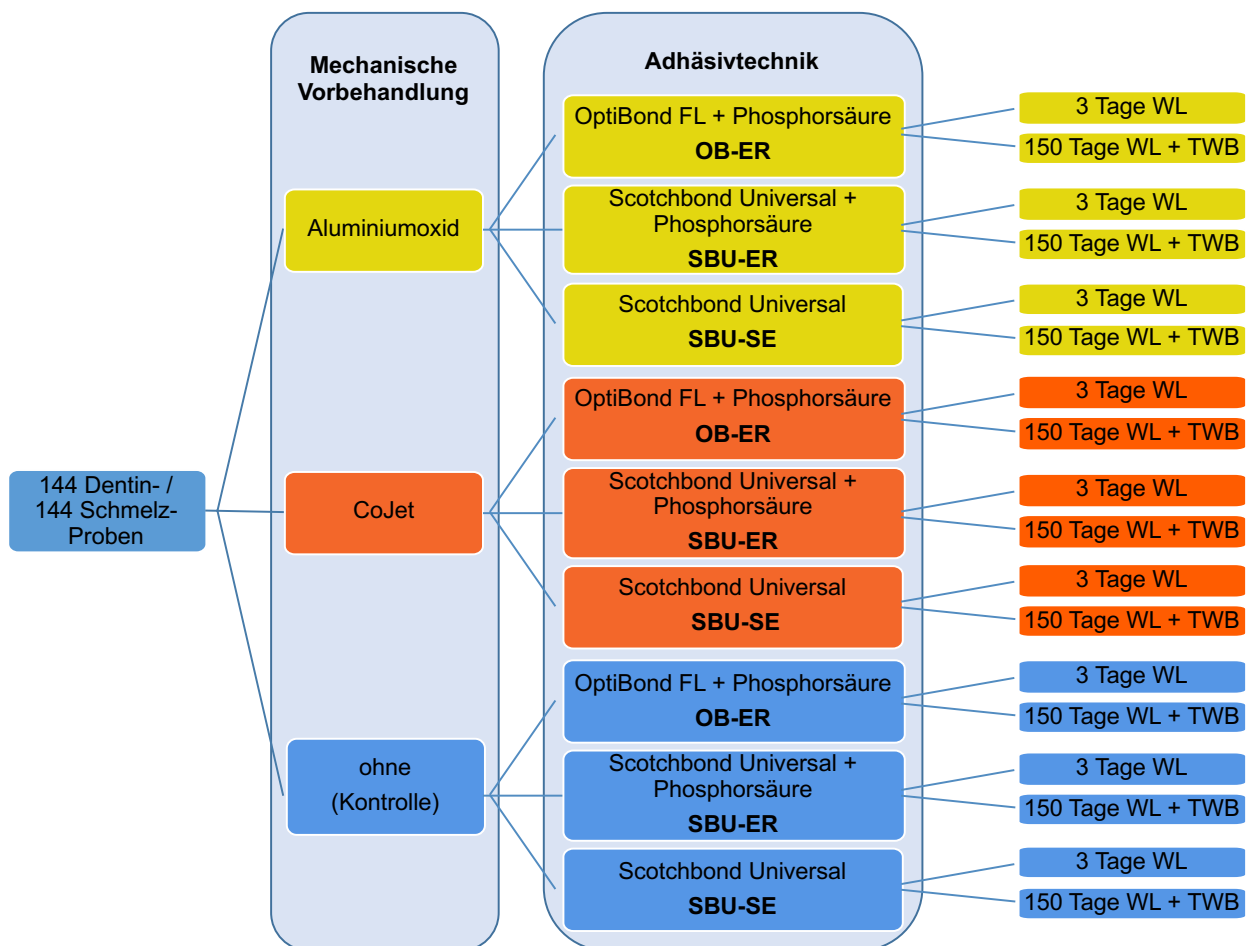 Mechanische
Vorbehandlung
Adhäsivtechnik
144 Dentin- /
144 Schmelz-
Proben
Aluminiumoxid
OptiBond FL + Phosphorsäure
OB-ER
3 Tage WL
150 Tage WL + TWB
Scotchbond Universal +
Phosphorsäure
SBU-ER
3 Tage WL
150 Tage WL + TWB
Scotchbond Universal
SBU-SE
3 Tage WL
150 Tage WL + TWB
CoJet
OptiBond FL + Phosphorsäure
OB-ER
3 Tage WL
150 Tage WL + TWB
Scotchbond Universal +
Phosphorsäure
SBU-ER
3 Tage WL
150 Tage WL + TWB
Scotchbond Universal
SBU-SE
3 Tage WL
150 Tage WL + TWB
ohne
(Kontrolle)
OptiBond FL + Phosphorsäure
OB-ER
3 Tage WL
150 Tage WL + TWB
Scotchbond Universal +
Phosphorsäure
SBU-ER
3 Tage WL
150 Tage WL + TWB
Scotchbond Universal
SBU-SE
3 Tage WL
150 Tage WL + TWB